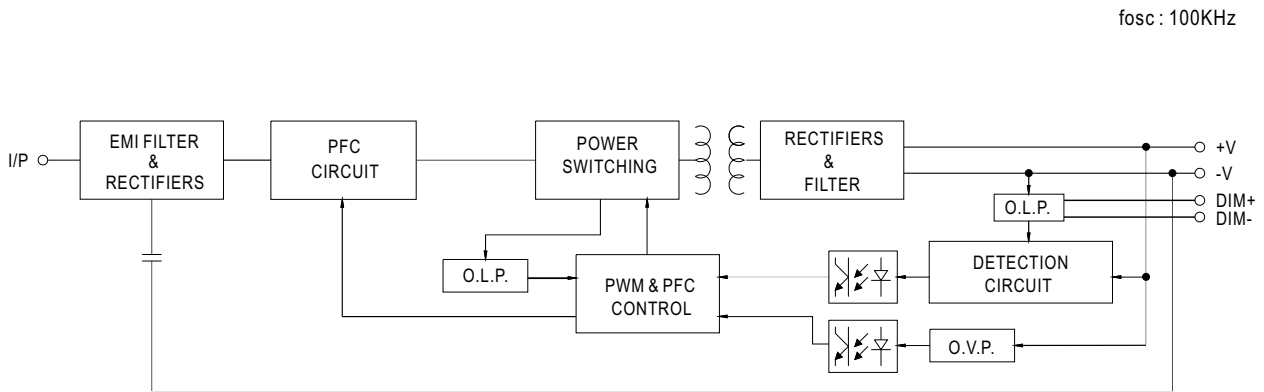 fosc : 100KHz
I/P
EMI FILTER
&
RECTIFIERS
PFC
CIRCUIT
POWER
SWITCHING
RECTIFIERS
&
FILTER
+V
-V
DIM+
DIM-
O.L.P.
O.L.P.
PWM & PFC
CONTROL
DETECTION
CIRCUIT
O.V.P.